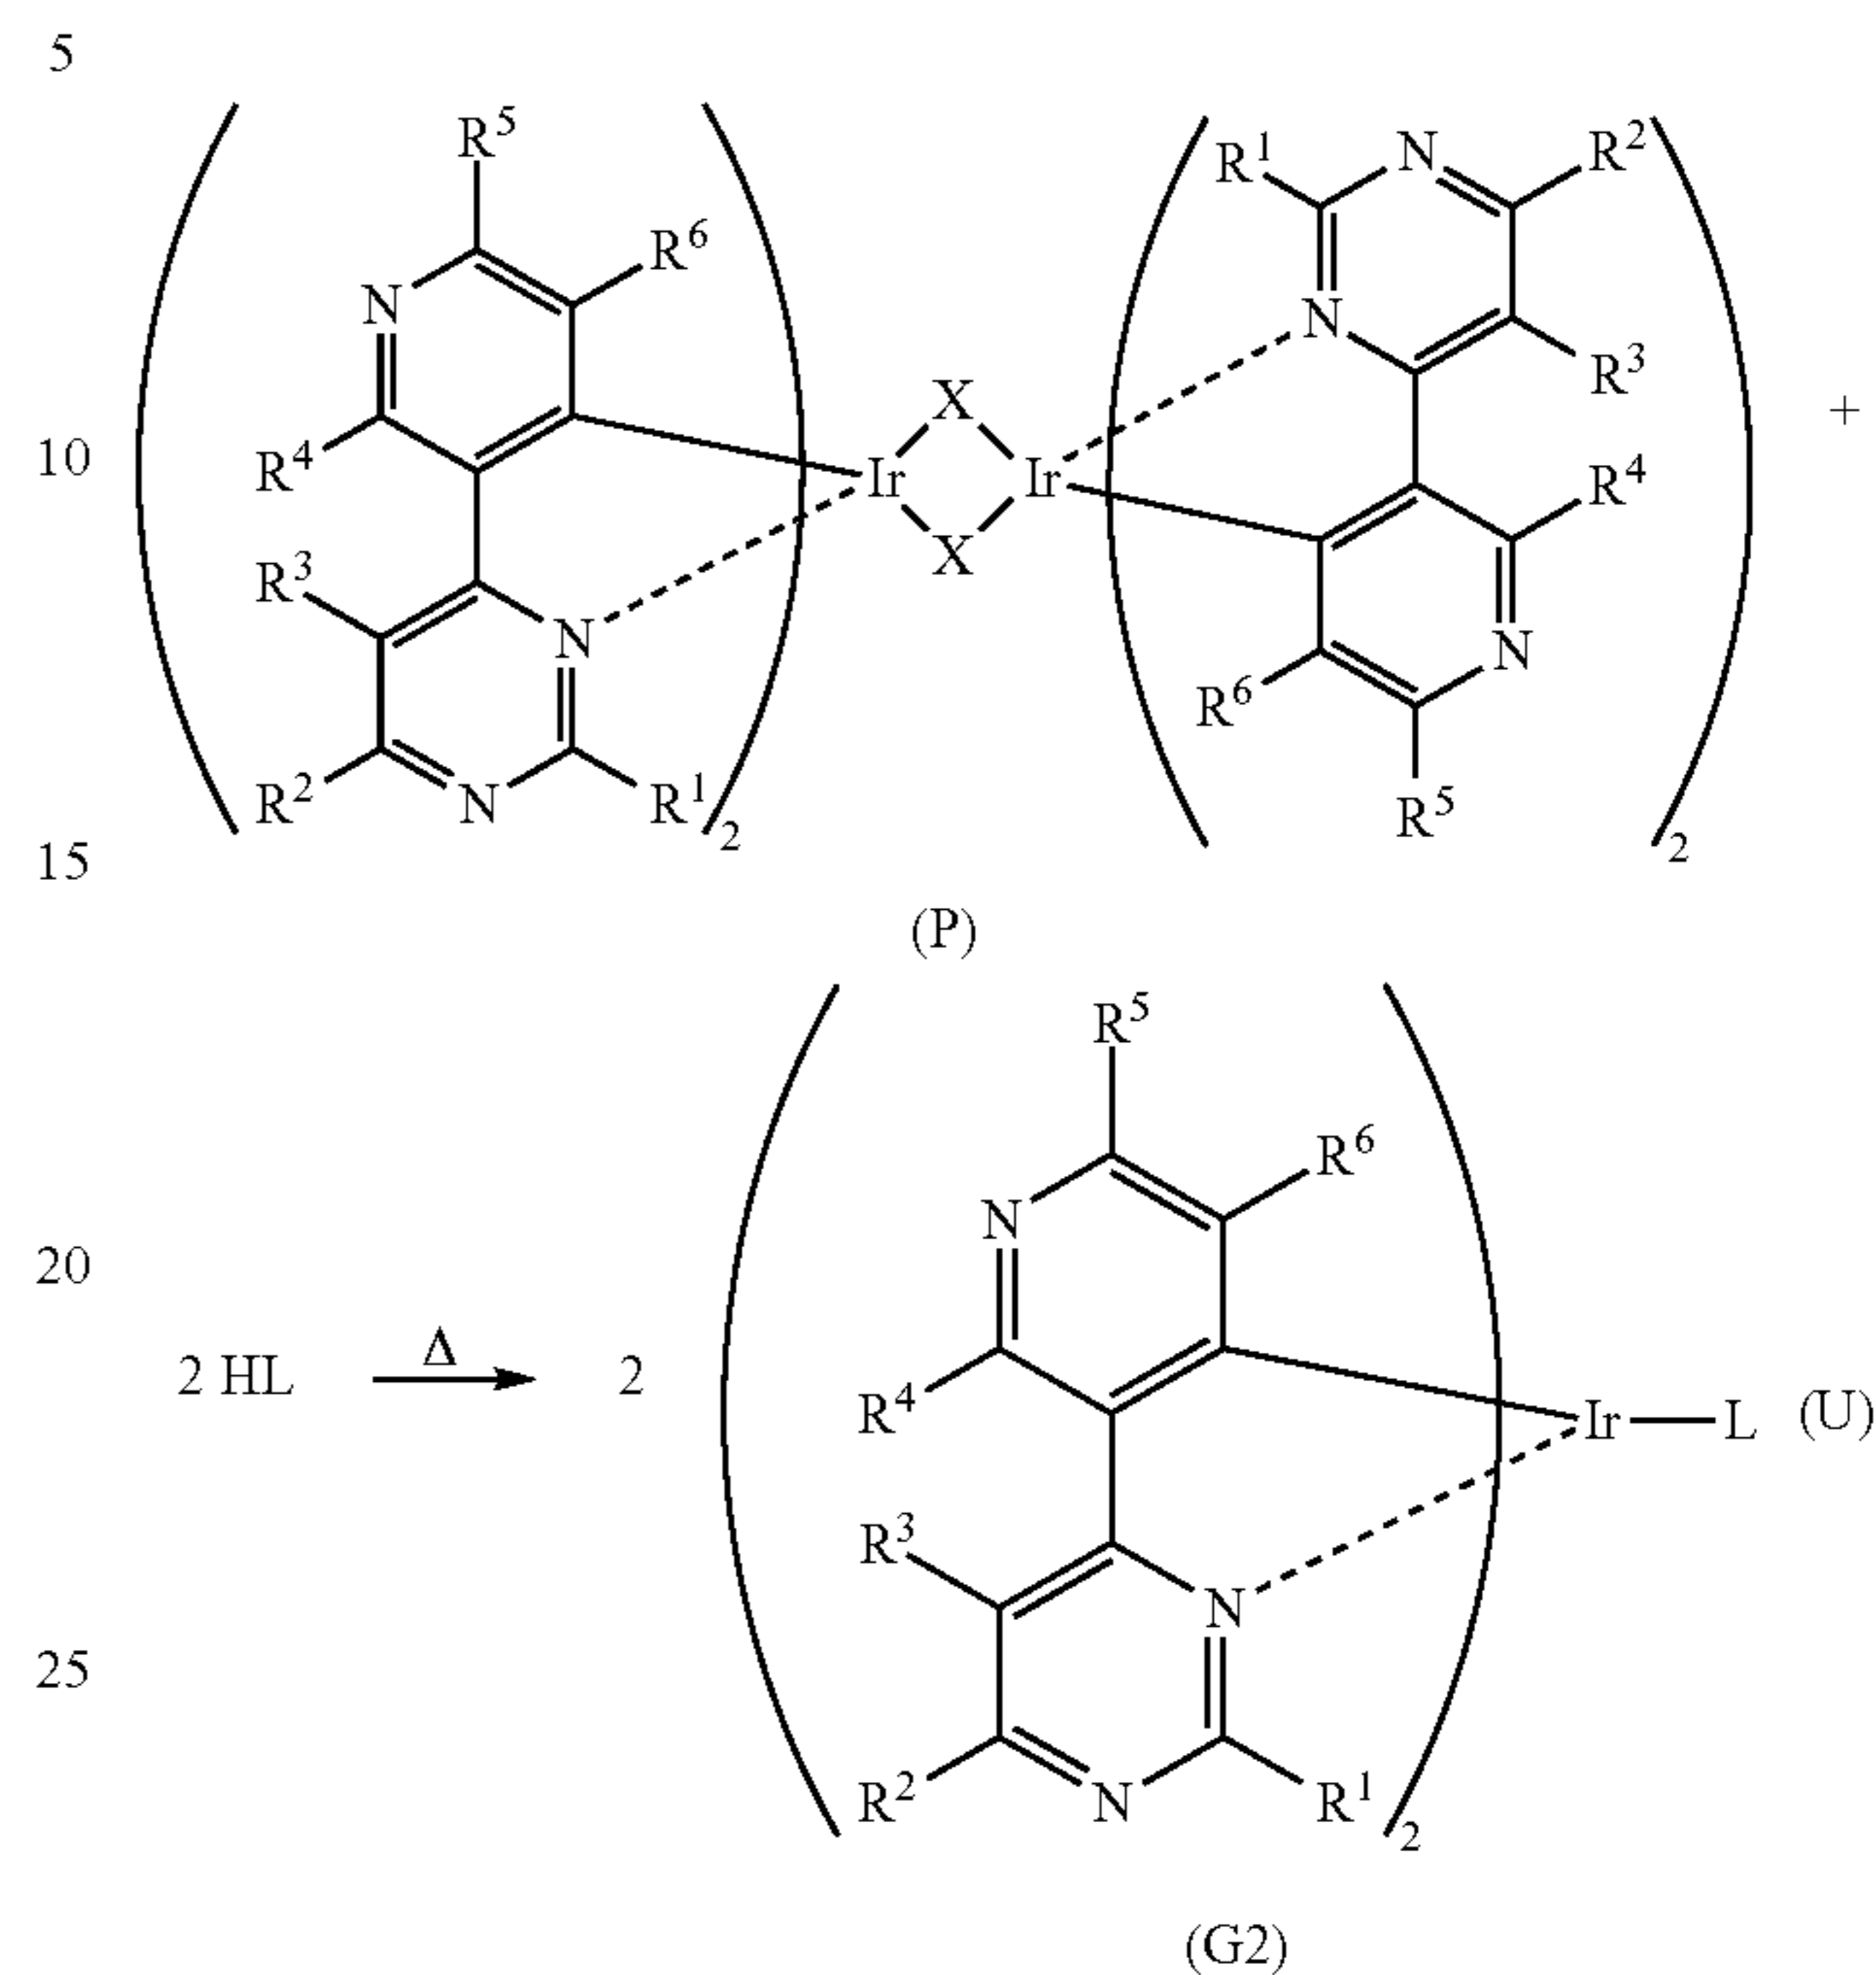 5
R⁵
R⁶
N
R⁴
R³
N
R²
N
R¹
2
X
Ir
Ir
X
R¹
N
R²
N
R³
R⁴
N
R⁶
R⁵
2
+
10
15
(P)
20
2 HL
Δ
2
R⁵
R⁶
N
R⁴
R³
N
R²
N
R¹
2
Ir
L
(U)
25
(G2)